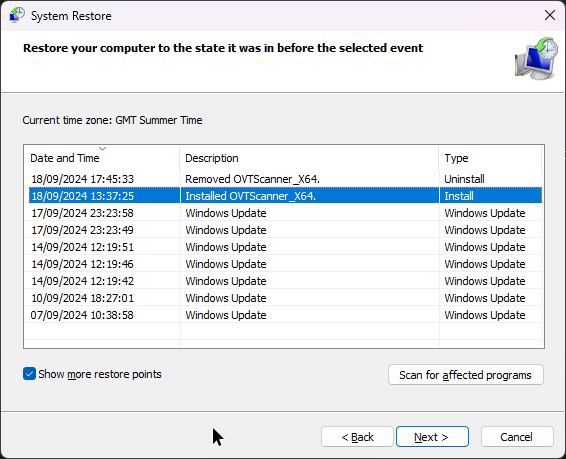 System Restore
Restore your computer to the state it was in before the selected event
Current time zone: GMT Summer Time
Date and Time Description Type
18/09/2024 17:45:33 Removed OVTScanner_X64. Uninstall
18/09/2024 13:37:25 Installed OVTScanner_X64. Install
17/09/2024 23:23:58 Windows Update Windows Update
17/09/2024 23:23:49 Windows Update Windows Update
14/09/2024 12:19:51 Windows Update Windows Update
14/09/2024 12:19:46 Windows Update Windows Update
14/09/2024 12:19:42 Windows Update Windows Update
10/09/2024 18:27:01 Windows Update Windows Update
07/09/2024 10:38:58 Windows Update Windows Update
Show more restore points Scan for affected programs
< Back Next > Cancel